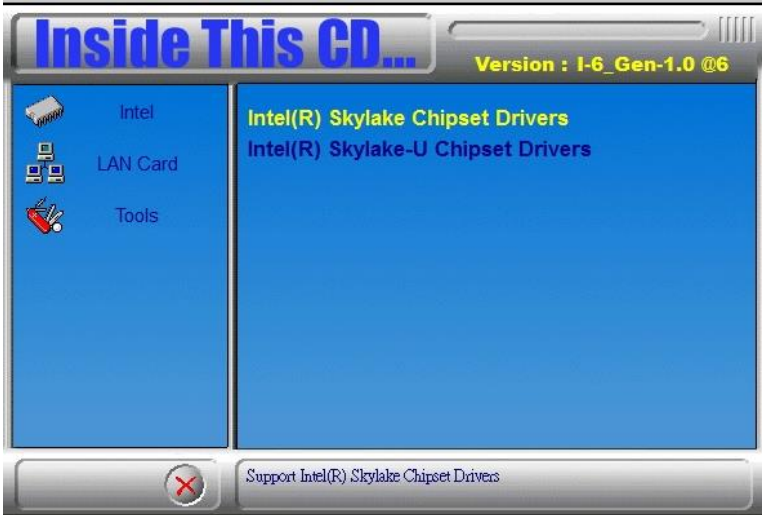 Inside This CD...
Version : I-6_Gen-1.0 @6
Intel
LAN Card
Tools
Intel(R) Skylake Chipset Drivers
Intel(R) Skylake-U Chipset Drivers
Support Intel(R) Skylake Chipset Drivers